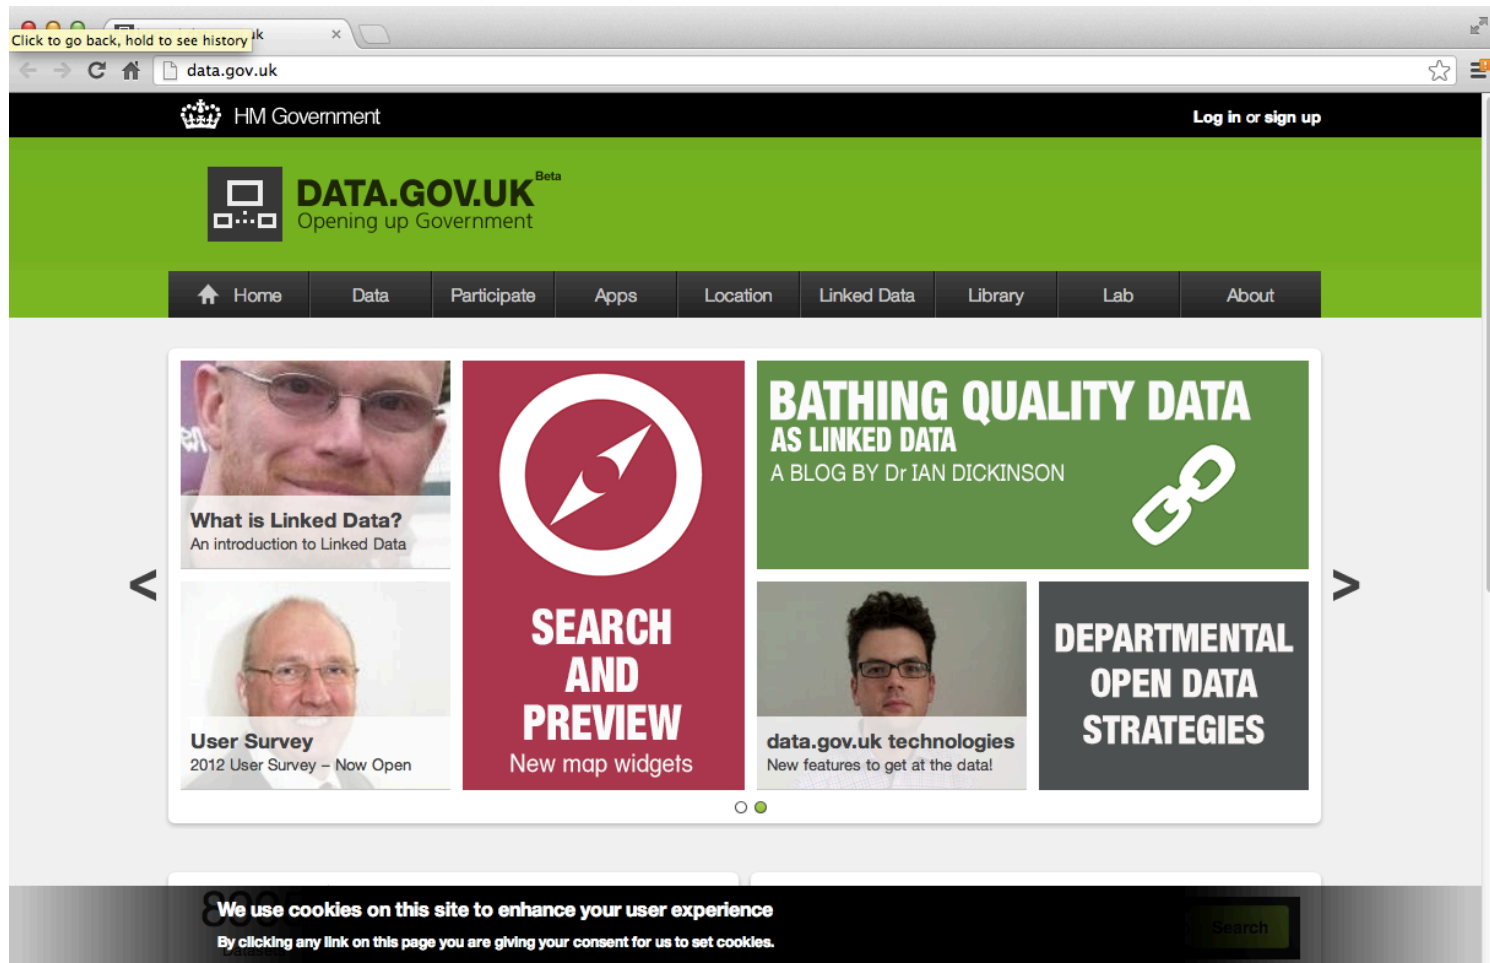 Click to go back, hold to see history
data.gov.uk
HM Government
Log in or sign up
DATA.GOV.UK Beta
Opening up Government
Home Data Participate Apps Location Linked Data Library Lab About
What is Linked Data?
An introduction to Linked Data
User Survey
2012 User Survey – Now Open
SEARCH
AND
PREVIEW
New map widgets
BATHING QUALITY DATA
AS LINKED DATA
A BLOG BY Dr IAN DICKINSON
data.gov.uk technologies
New features to get at the data!
DEPARTMENTAL
OPEN DATA
STRATEGIES
<
>
We use cookies on this site to enhance your user experience
By clicking any link on this page you are giving your consent for us to set cookies.
Search
Datasets